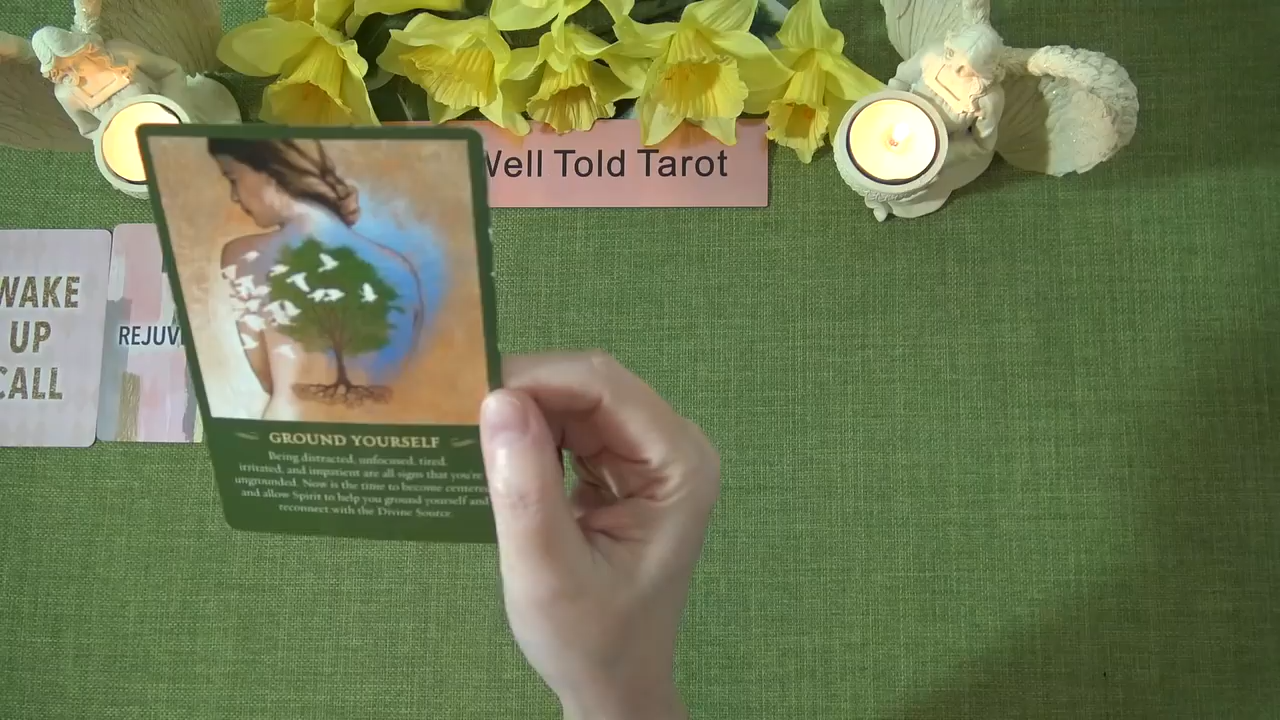 Well Told Tarot
WAKE
UP
CALL
REJUV
GROUND YOURSELF
Being distracted, unfocused, tired,
irritated, and impatient are all signs that you're
ungrounded. Now is the time to become centered
and allow Spirit to help you ground yourself and
reconnect with the Divine Source.